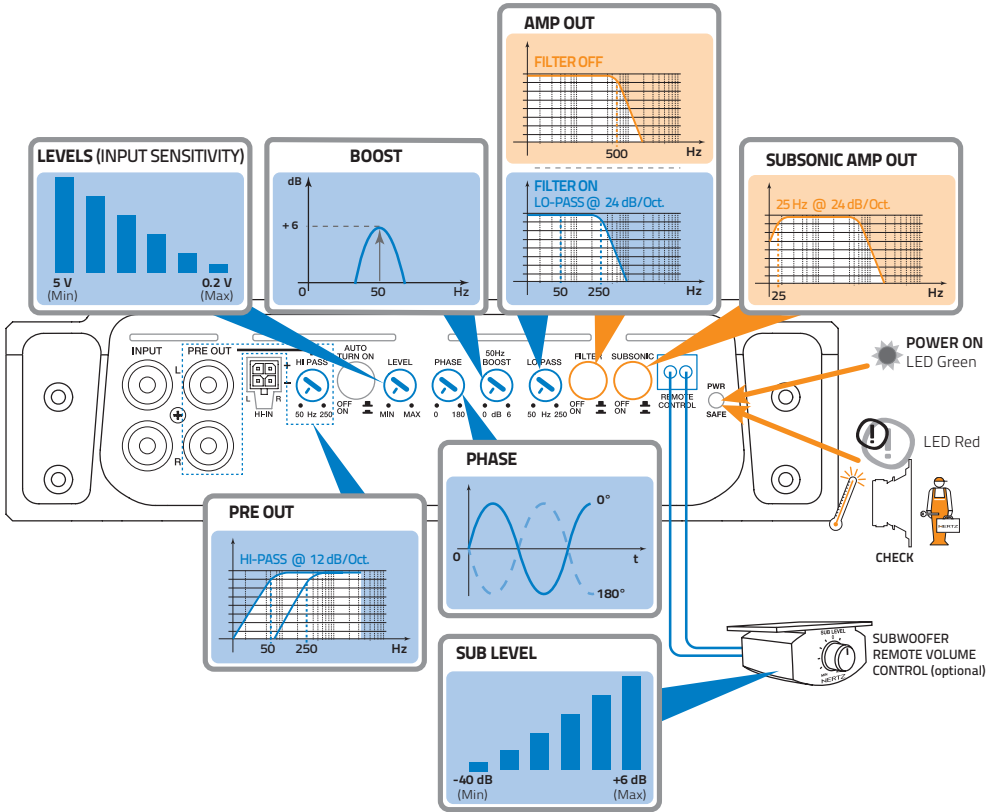 AMP OUT
FILTER OFF
500
Hz
FILTER ON
LO-PASS @ 24 dB/Oct.
50 250
Hz
LEVELS (INPUT SENSITIVITY)
5 V
(Min)
0.2 V
(Max)
BOOST
dB
+ 6
0
50
Hz
SUBSONIC AMP OUT
25 Hz @ 24 dB/Oct.
25
Hz
INPUT
PRE OUT
L
R
HI-IN
L R
+
-
HI PASS
50 Hz 250
AUTO
TURN ON
OFF
ON
LEVEL
MIN MAX
PHASE
0 180
50Hz
BOOST
0 dB 6
LO PASS
50 Hz 250
FILTER
OFF
ON
SUBSONIC
OFF
ON
REMOTE
CONTROL
PWR
SAFE
POWER ON
LED Green
LED Red
HERTZ
CHECK
PRE OUT
HI-PASS @ 12 dB/Oct.
50 250
Hz
PHASE
0°
0
t
180°
SUB LEVEL
-40 dB
(Min)
+6 dB
(Max)
SUB LEVEL
HERTZ
SUBWOOFER
REMOTE VOLUME
CONTROL (optional)